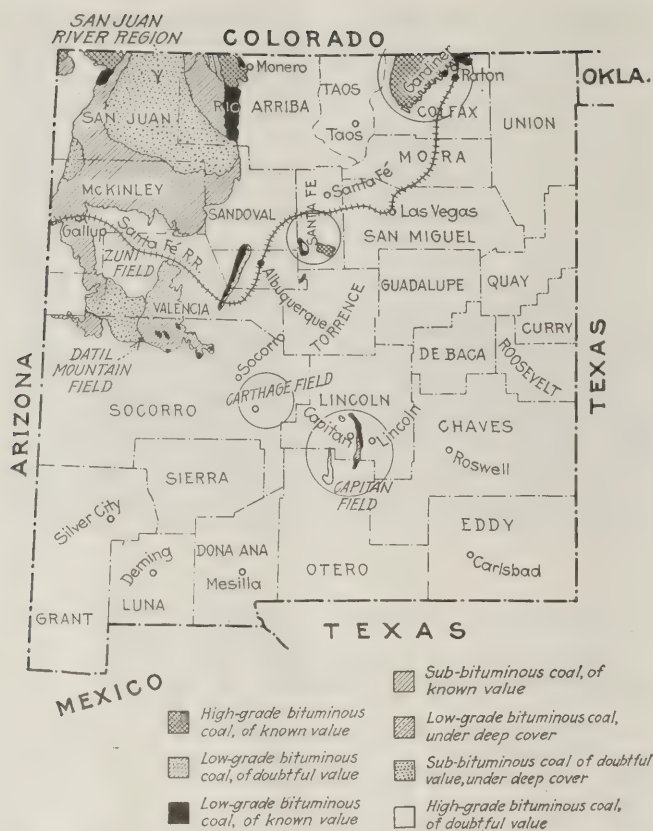 SAN JUAN
RIVER REGION
COLORADO
Monero
RIO ARRIBA
TAOS
Taos
Gardiner
Raton
COLFAX
OKLA.
UNION
SAN JUAN
MORA
MCKINLEY
SANDOVAL
SANTA FE
Santa Fé
Las Vegas
SAN MIGUEL
Gallup
Santa Fé R.R.
ZUNI
FIELD
VALENCIA
Albuquerque
TORRENCE
GUADALUPE
QUAY
CURRY
ROOSEVELT
DE BACA
DATIL
MOUNTAIN
FIELD
Socorro
CARTHAGE FIELD
ARIZONA
TEXAS
SOCORRO
LINCOLN
Capitan
Lincoln
CAPITAN
FIELD
CHAVES
Roswell
SIERRA
Silver City
EDDY
Carlsbad
DONA ANA
Mesilla
Deming
LUNA
OTERO
GRANT
TEXAS
MEXICO
High-grade bituminous
coal, of known value
Low-grade bituminous
coal, of doubtful value
Low-grade bituminous
coal, of known value
Sub-bituminous coal, of
known value
Low-grade bituminous coal,
under deep cover
Sub-bituminous coal of doubtful
value, under deep cover
High-grade bituminous coal,
of doubtful value